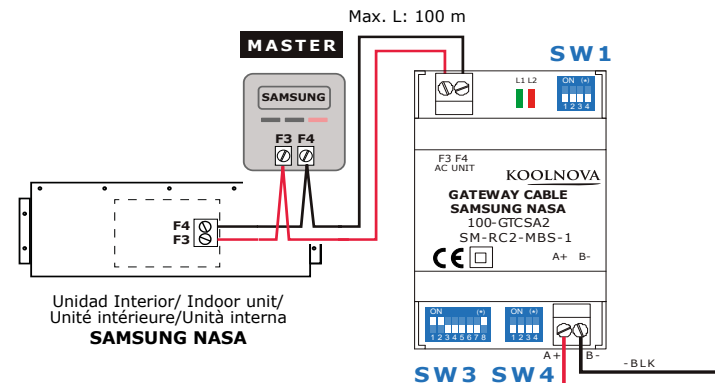 Max. L: 100 m
MASTER
SW1
SAMSUNG
L1 L2
ON (*)
1 2 3 4
F3 F4
F3 F4
AC UNIT
KOOLNOVA
GATEWAY CABLE
SAMSUNG NASA
100-GTCSA2
SM-RC2-MBS-1
CE
A+ B-
F4
F3
Unidad Interior/ Indoor unit/
Unité intérieure/Unità interna
SAMSUNG NASA
ON (*)
1 2 3 4 5 6 7 8
ON (*)
1 2 3 4
A+ B-
-BLK
SW3 SW4